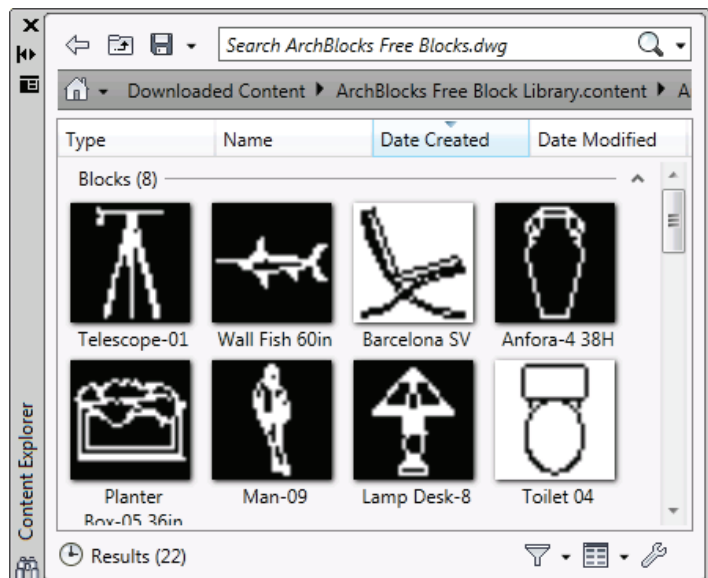 Search ArchBlocks Free Blocks.dwg
Downloaded Content ArchBlocks Free Block Library.content A
Type Name Date Created Date Modified
Blocks (8)
Telescope-01 Wall Fish 60in Barcelona SV Anfora-4 38H
Planter Man-09 Lamp Desk-8 Toilet 04
Box-05 36in
Content Explorer
Results (22)